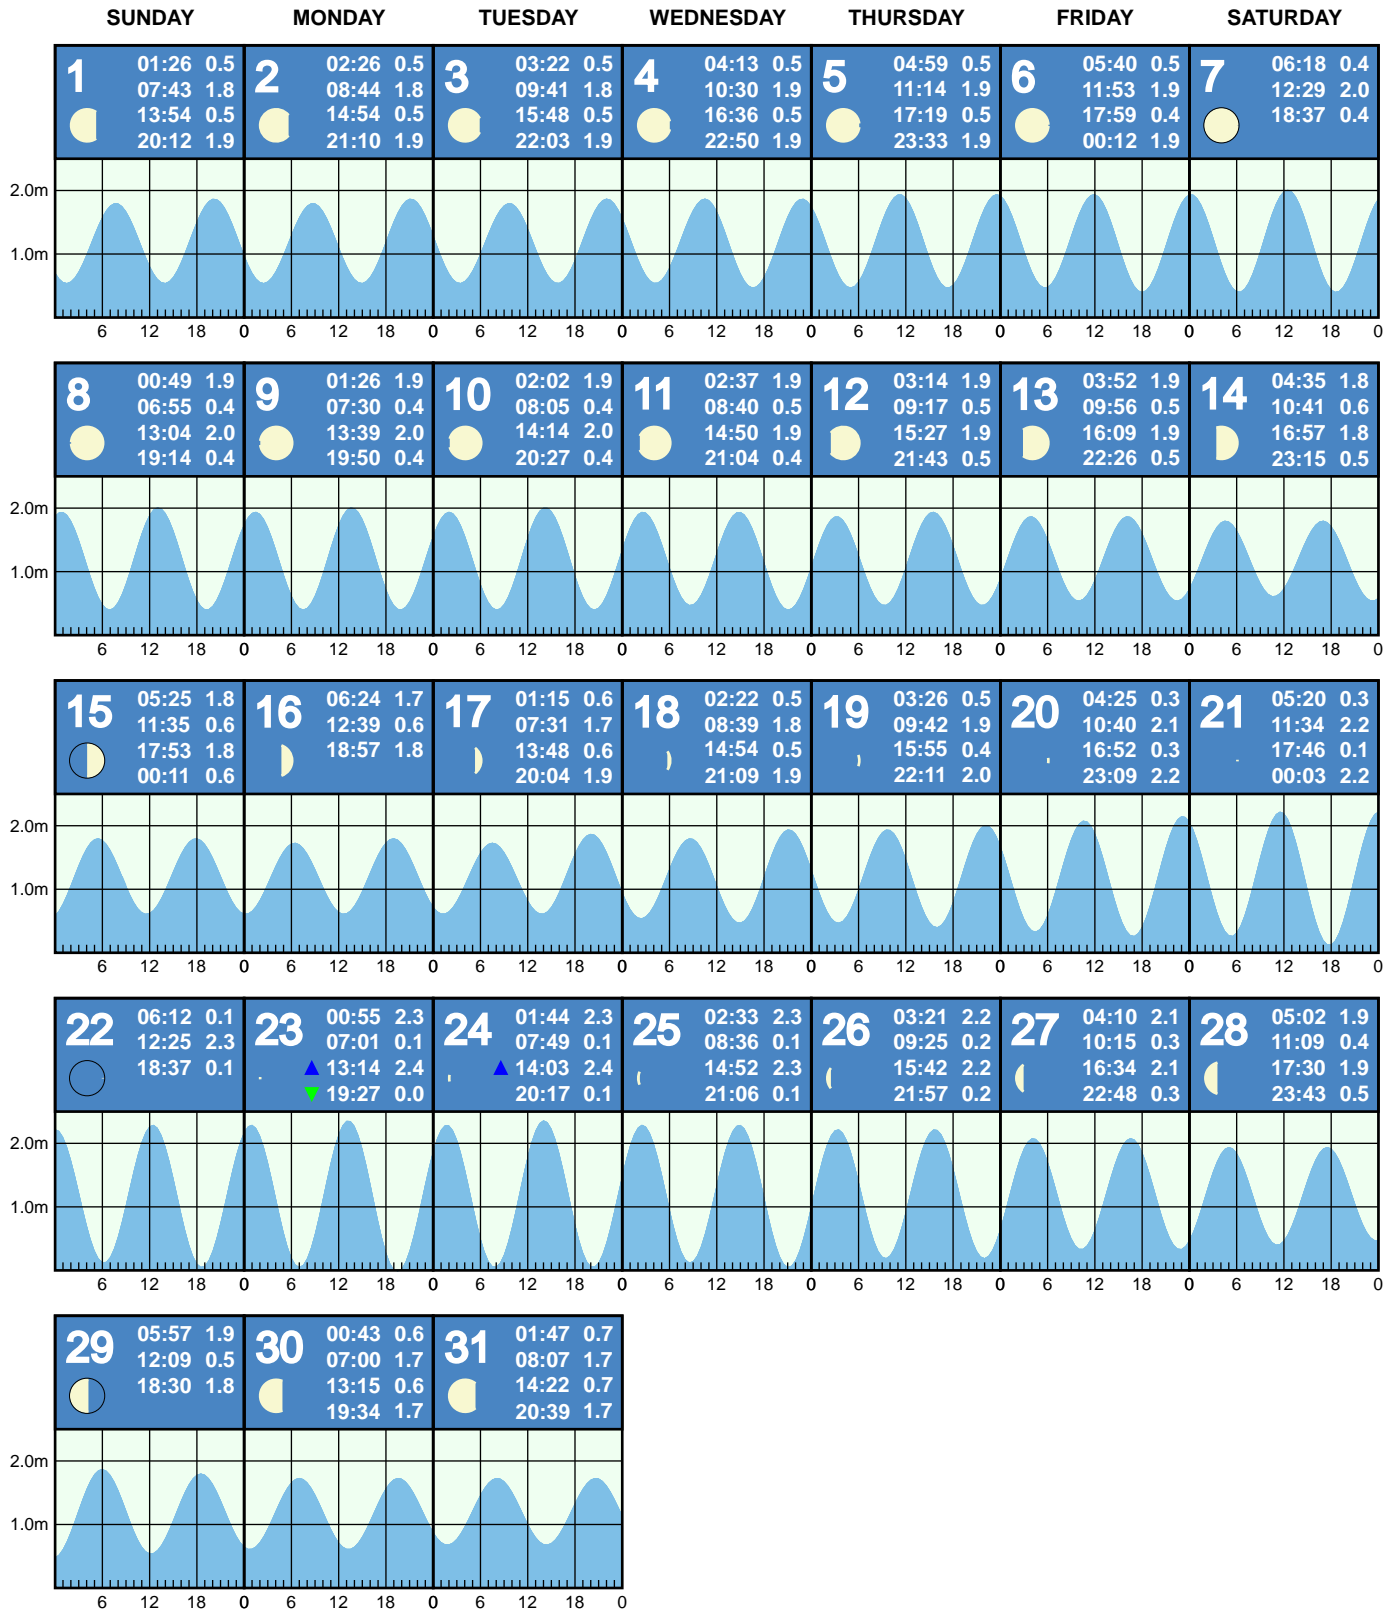 SUNDAY MONDAY TUESDAY WEDNESDAY THURSDAY FRIDAY SATURDAY
1 01:26 0.5
07:43 1.8
13:54 0.5
20:12 1.9
2 02:26 0.5
08:44 1.8
14:54 0.5
21:10 1.9
3 03:22 0.5
09:41 1.8
15:48 0.5
22:03 1.9
4 04:13 0.5
10:30 1.9
16:36 0.5
22:50 1.9
5 04:59 0.5
11:14 1.9
17:19 0.5
23:33 1.9
6 05:40 0.5
11:53 1.9
17:59 0.4
00:12 1.9
7 06:18 0.4
12:29 2.0
18:37 0.4
2.0m
1.0m
6 12 18 0 6 12 18 0 6 12 18 0 6 12 18 0 6 12 18 0 6 12 18 0 6 12 18 0
8 00:49 1.9
06:55 0.4
13:04 2.0
19:14 0.4
9 01:26 1.9
07:30 0.4
13:39 2.0
19:50 0.4
10 02:02 1.9
08:05 0.4
14:14 2.0
20:27 0.4
11 02:37 1.9
08:40 0.5
14:50 1.9
21:04 0.4
12 03:14 1.9
09:17 0.5
15:27 1.9
21:43 0.5
13 03:52 1.9
09:56 0.5
16:09 1.9
22:26 0.5
14 04:35 1.8
10:41 0.6
16:57 1.8
23:15 0.5
2.0m
1.0m
6 12 18 0 6 12 18 0 6 12 18 0 6 12 18 0 6 12 18 0 6 12 18 0 6 12 18 0
15 05:25 1.8
11:35 0.6
17:53 1.8
00:11 0.6
16 06:24 1.7
12:39 0.6
18:57 1.8
17 01:15 0.6
07:31 1.7
13:48 0.6
20:04 1.9
18 02:22 0.5
08:39 1.8
14:54 0.5
21:09 1.9
19 03:26 0.5
09:42 1.9
15:55 0.4
22:11 2.0
20 04:25 0.3
10:40 2.1
16:52 0.3
23:09 2.2
21 05:20 0.3
11:34 2.2
17:46 0.1
00:03 2.2
2.0m
1.0m
6 12 18 0 6 12 18 0 6 12 18 0 6 12 18 0 6 12 18 0 6 12 18 0 6 12 18 0
22 06:12 0.1
12:25 2.3
18:37 0.1
23 00:55 2.3
07:01 0.1
13:14 2.4
19:27 0.0
24 01:44 2.3
07:49 0.1
14:03 2.4
20:17 0.1
25 02:33 2.3
08:36 0.1
14:52 2.3
21:06 0.1
26 03:21 2.2
09:25 0.2
15:42 2.2
21:57 0.2
27 04:10 2.1
10:15 0.3
16:34 2.1
22:48 0.3
28 05:02 1.9
11:09 0.4
17:30 1.9
23:43 0.5
2.0m
1.0m
6 12 18 0 6 12 18 0 6 12 18 0 6 12 18 0 6 12 18 0 6 12 18 0 6 12 18 0
29 05:57 1.9
12:09 0.5
18:30 1.8
30 00:43 0.6
07:00 1.7
13:15 0.6
19:34 1.7
31 01:47 0.7
08:07 1.7
14:22 0.7
20:39 1.7
2.0m
1.0m
6 12 18 0 6 12 18 0 6 12 18 0